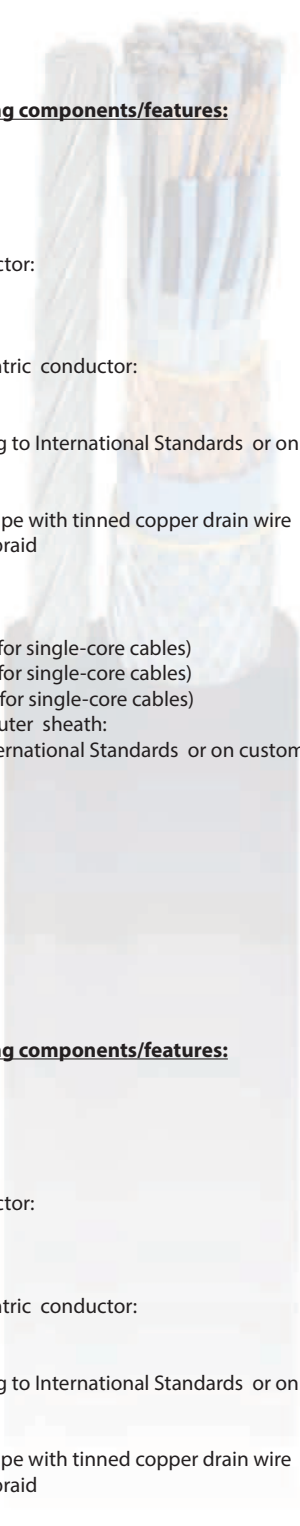 g components/features:
ctor:
tric conductor:
g to International Standards or on
pe with tinned copper drain wire
braid
for single-core cables)
for single-core cables)
for single-core cables)
uter sheath:
ernational Standards or on custom
g components/features:
ctor:
tric conductor:
g to International Standards or on
pe with tinned copper drain wire
braid